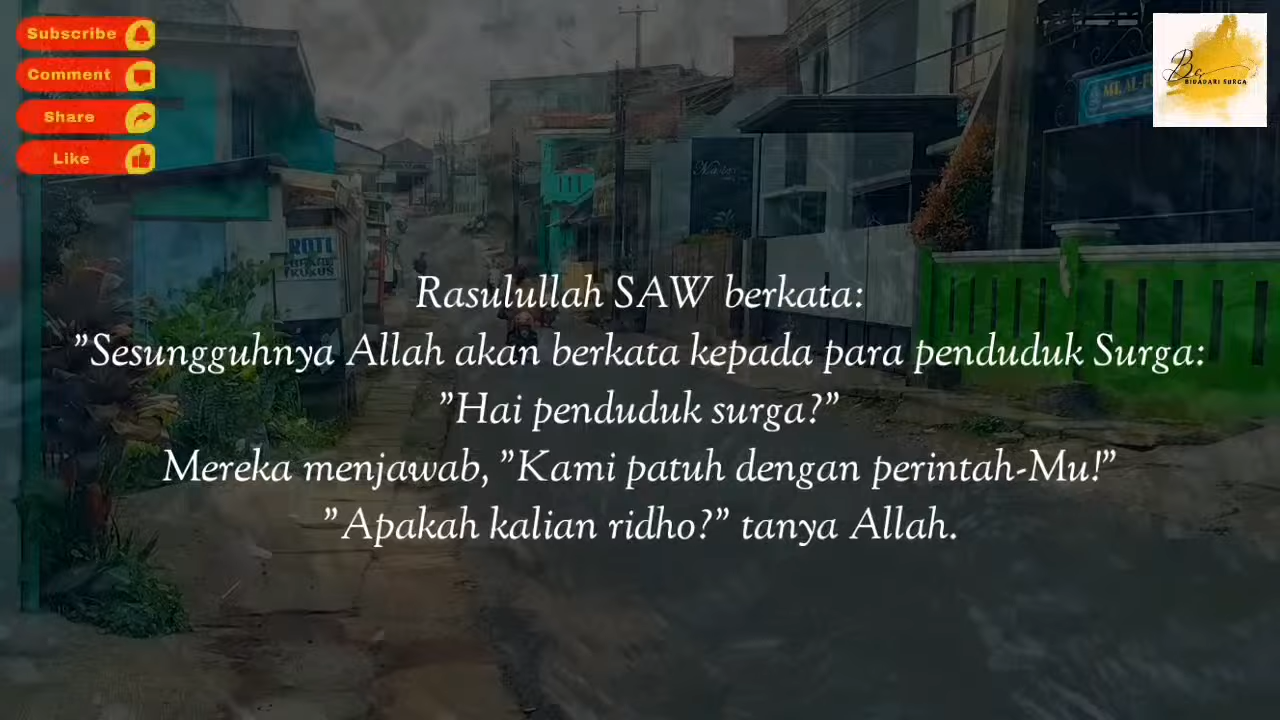 Subscribe
Comment
Share
Like
BIDADARI SURGA
ROTI
KUKUS
Rasulullah SAW berkata:
”Sesungguhnya Allah akan berkata kepada para penduduk Surga:
”Hai penduduk surga?”
Mereka menjawab, ”Kami patuh dengan perintah-Mu!”
”Apakah kalian ridho?” tanya Allah.